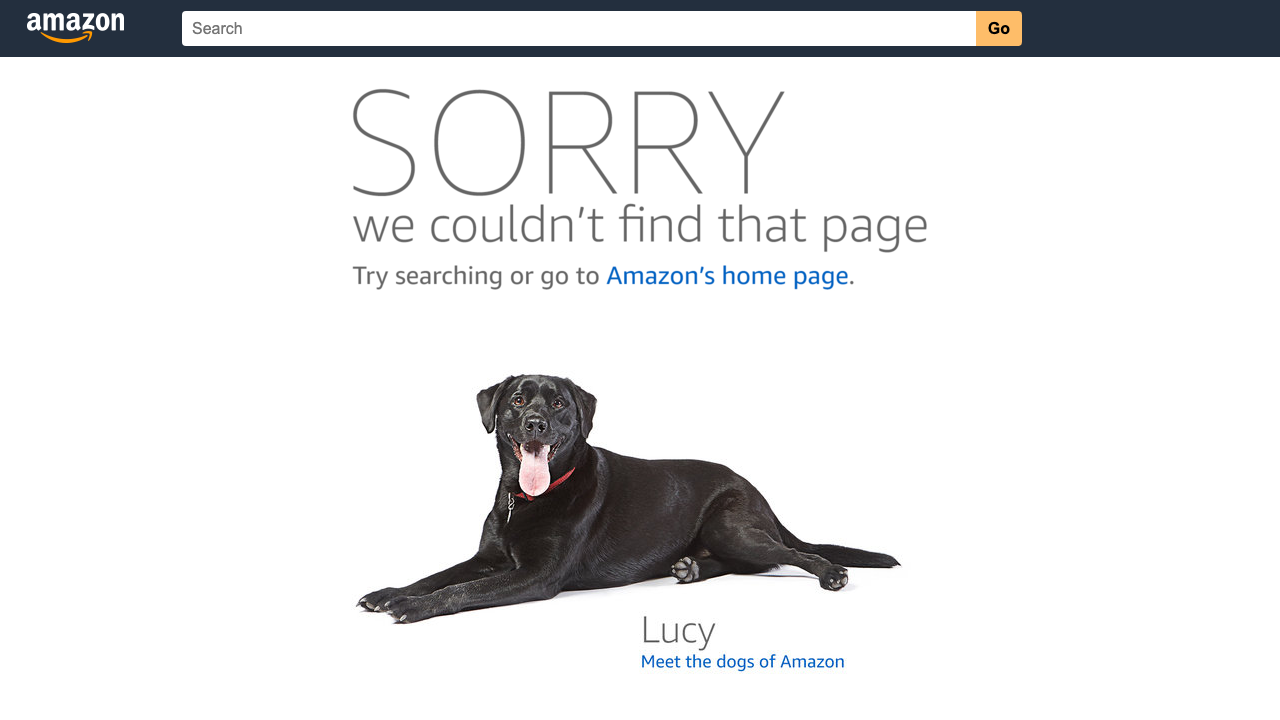 amazon
Search
Go
SORRY
we couldn't find that page
Try searching or go to Amazon's home page.
Lucy
Meet the dogs of Amazon